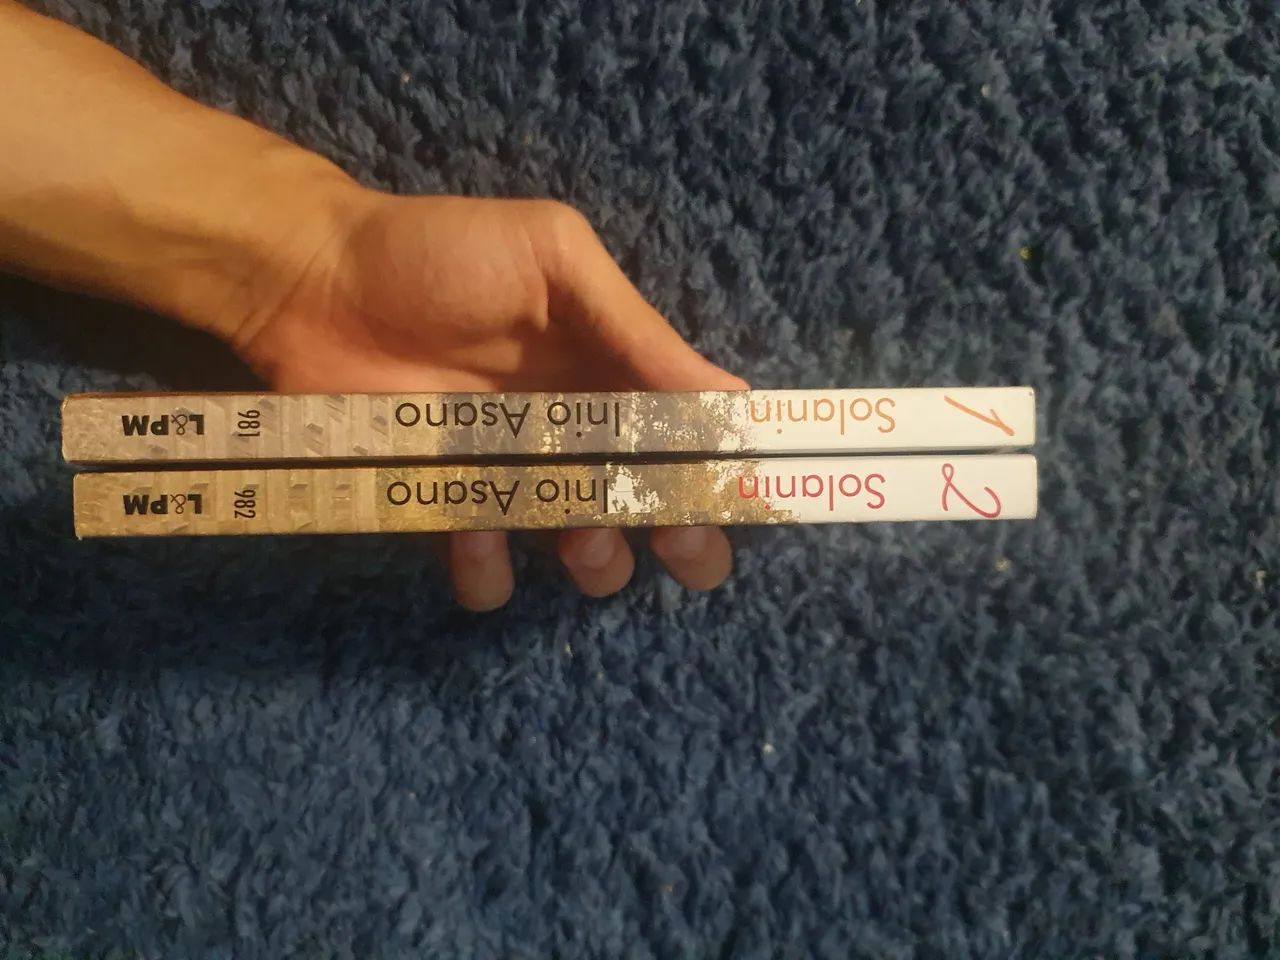 1 Solanin Inio Asano 981 L&PM
2 Solanin Inio Asano 982 L&PM